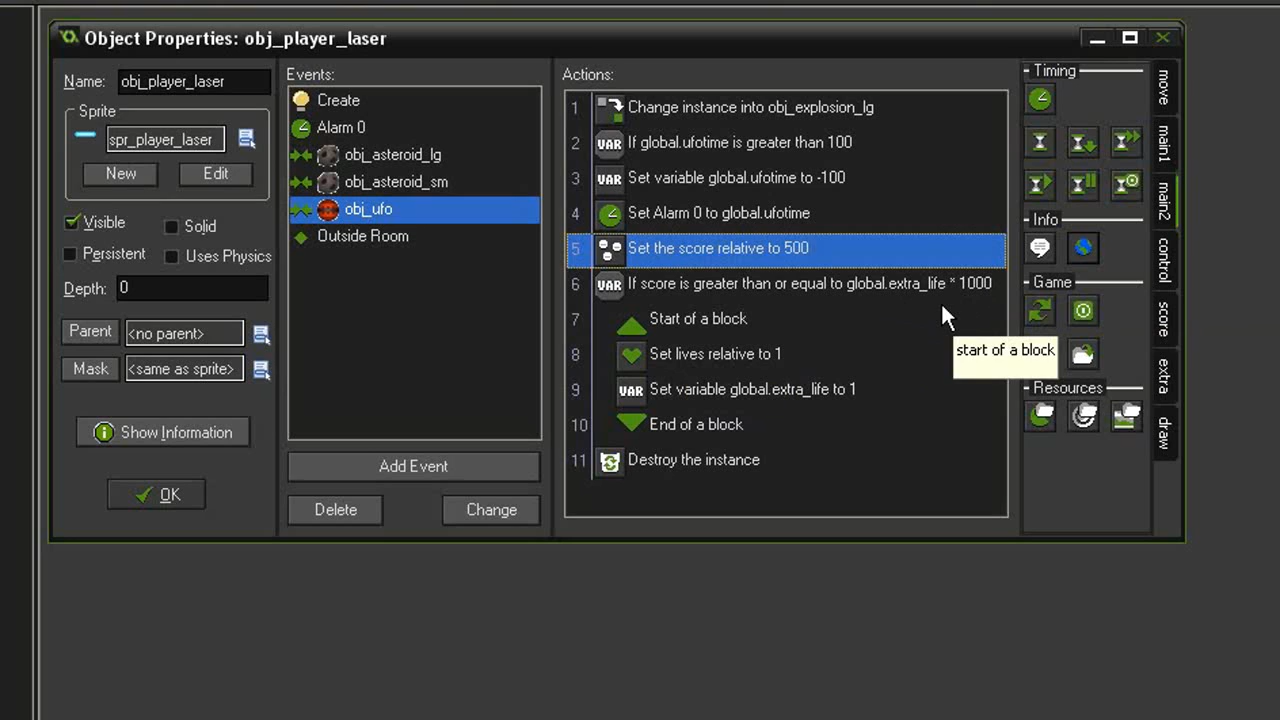 Object Properties: obj_player_laser
Name: obj_player_laser
Sprite
spr_player_laser
New Edit
Visible Solid
Persistent Uses Physics
Depth: 0
Parent <no parent>
Mask <same as sprite>
Show Information
OK
Events:
Create
Alarm 0
obj_asteroid_lg
obj_asteroid_sm
obj_ufo
Outside Room
Add Event
Delete Change
Actions:
1 Change instance into obj_explosion_lg
2 VAR If global.ufotime is greater than 100
3 VAR Set variable global.ufotime to -100
4 Set Alarm 0 to global.ufotime
5 Set the score relative to 500
6 VAR If score is greater than or equal to global.extra_life * 1000
7 Start of a block
8 Set lives relative to 1
9 VAR Set variable global.extra_life to 1
10 End of a block
11 Destroy the instance
start of a block
Timing
Info
Game
Resources
move
main1
main2
control
score
extra
draw